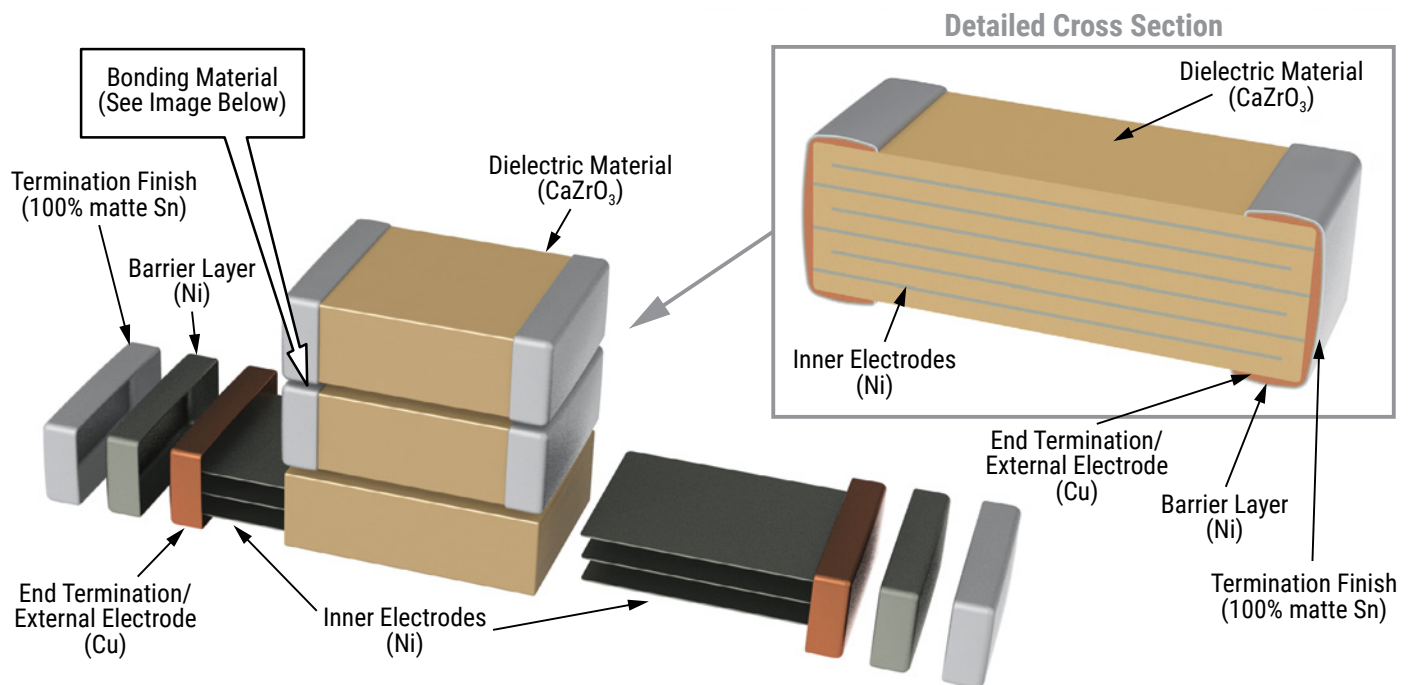 Detailed Cross Section
Bonding Material
(See Image Below)
Dielectric Material
(CaZrO₃)
Termination Finish
(100% matte Sn)
Dielectric Material
(CaZrO₃)
Barrier Layer
(Ni)
Inner Electrodes
(Ni)
End Termination/
External Electrode
(Cu)
Barrier Layer
(Ni)
Termination Finish
(100% matte Sn)
End Termination/
External Electrode
(Cu)
Inner Electrodes
(Ni)